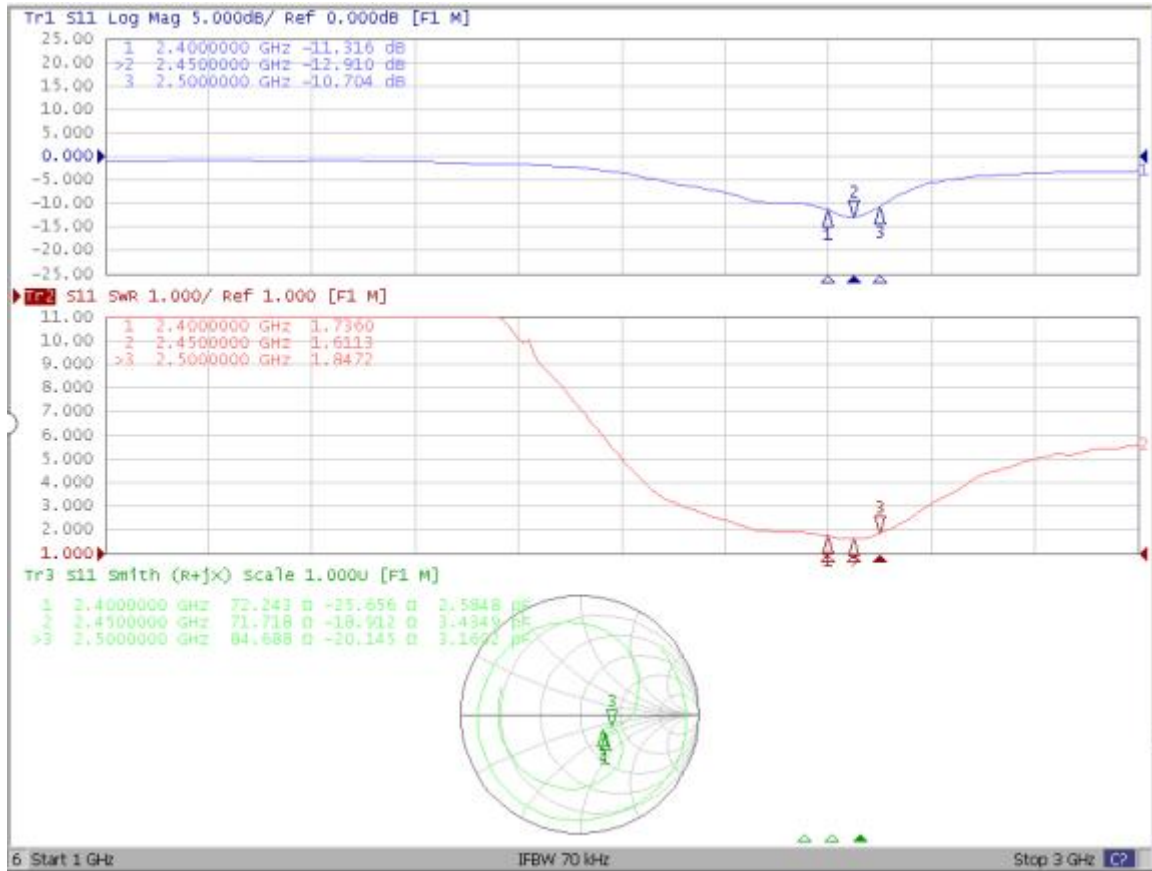 Tr1 S11 Log Mag 5.000dB/ Ref 0.000dB [F1 M]
25.00
20.00
15.00
10.00
5.000
0.000
-5.000
-10.00
-15.00
-20.00
-25.00
1 2.4000000 GHz -11.316 dB
>2 2.4500000 GHz -12.910 dB
3 2.5000000 GHz -10.704 dB
2
1 3
1
Tr2 S11 SWR 1.000/ Ref 1.000 [F1 M]
11.00
10.00
9.000
8.000
7.000
6.000
5.000
4.000
3.000
2.000
1.000
1 2.4000000 GHz 1.7360
2 2.4500000 GHz 1.6113
>3 2.5000000 GHz 1.8472
3
2
Tr3 S11 Smith (R+jX) Scale 1.000U [F1 M]
1 2.4000000 GHz 72.243 Ω -25.656 Ω 2.5848 pF
2 2.4500000 GHz 71.718 Ω -18.912 Ω 3.4349 pF
>3 2.5000000 GHz 84.688 Ω -20.145 Ω pF
3
6 Start 1 GHz IFBW 70 kHz Stop 3 GHz C?